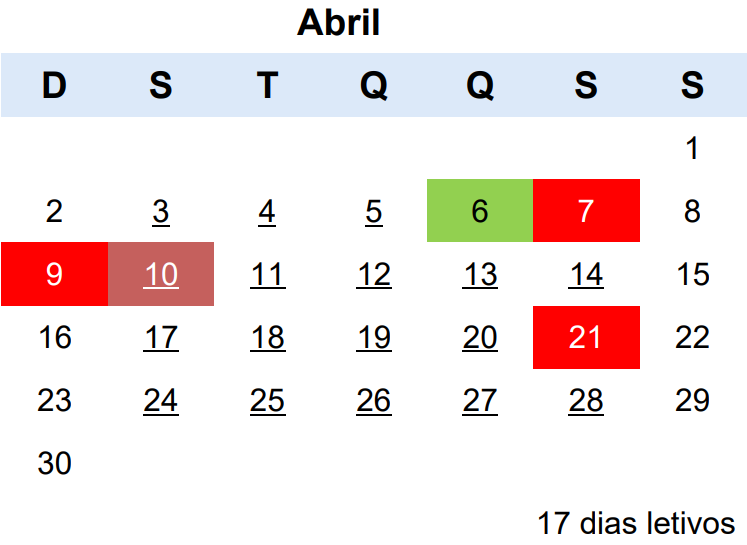 Abril
D S T Q Q S S
1
2 3 4 5 6 7 8
9 10 11 12 13 14 15
16 17 18 19 20 21 22
23 24 25 26 27 28 29
30
17 dias letivos